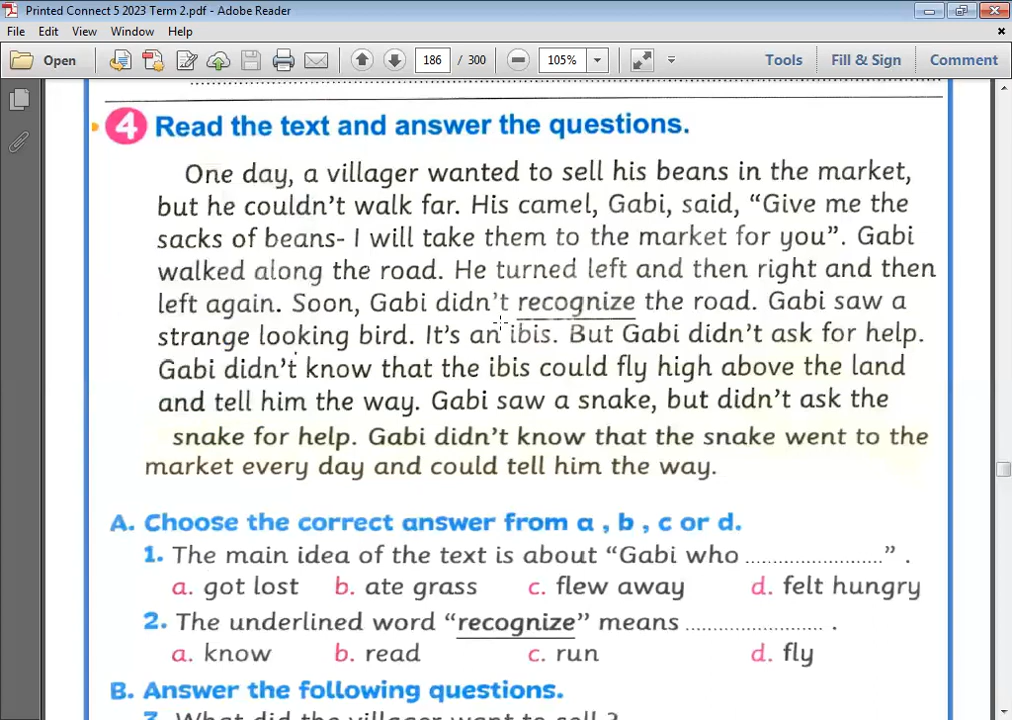 Printed Connect 5 2023 Term 2.pdf - Adobe Reader
File Edit View Window Help
Open 186 / 300 105% Tools Fill & Sign Comment
4 Read the text and answer the questions.
One day, a villager wanted to sell his beans in the market,
but he couldn't walk far. His camel, Gabi, said, "Give me the
sacks of beans- I will take them to the market for you". Gabi
walked along the road. He turned left and then right and then
left again. Soon, Gabi didn't recognize the road. Gabi saw a
strange looking bird. It's an ibis. But Gabi didn't ask for help.
Gabi didn't know that the ibis could fly high above the land
and tell him the way. Gabi saw a snake, but didn't ask the
snake for help. Gabi didn't know that the snake went to the
market every day and could tell him the way.
A. Choose the correct answer from a , b , c or d.
1. The main idea of the text is about "Gabi who ........................" .
a. got lost b. ate grass c. flew away d. felt hungry
2. The underlined word "recognize" means ........................ .
a. know b. read c. run d. fly
B. Answer the following questions.
3. What did the villager want to sell ?